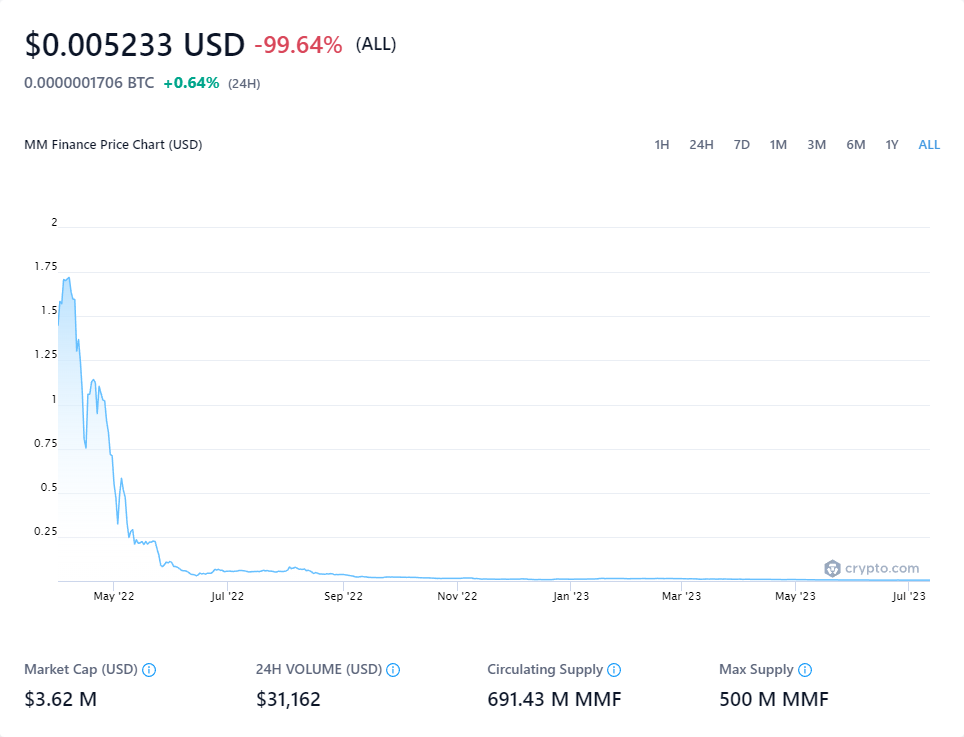 $0.005233 USD -99.64% (ALL)
0.0000001706 BTC +0.64% (24H)
MM Finance Price Chart (USD) 1H 24H 7D 1M 3M 6M 1Y ALL
2
1.75
1.5
1.25
1
0.75
0.5
0.25
crypto.com
May '22 Jul '22 Sep '22 Nov '22 Jan '23 Mar '23 May '23 Jul '23
Market Cap (USD) 24H VOLUME (USD) Circulating Supply Max Supply
$3.62 M $31,162 691.43 M MMF 500 M MMF